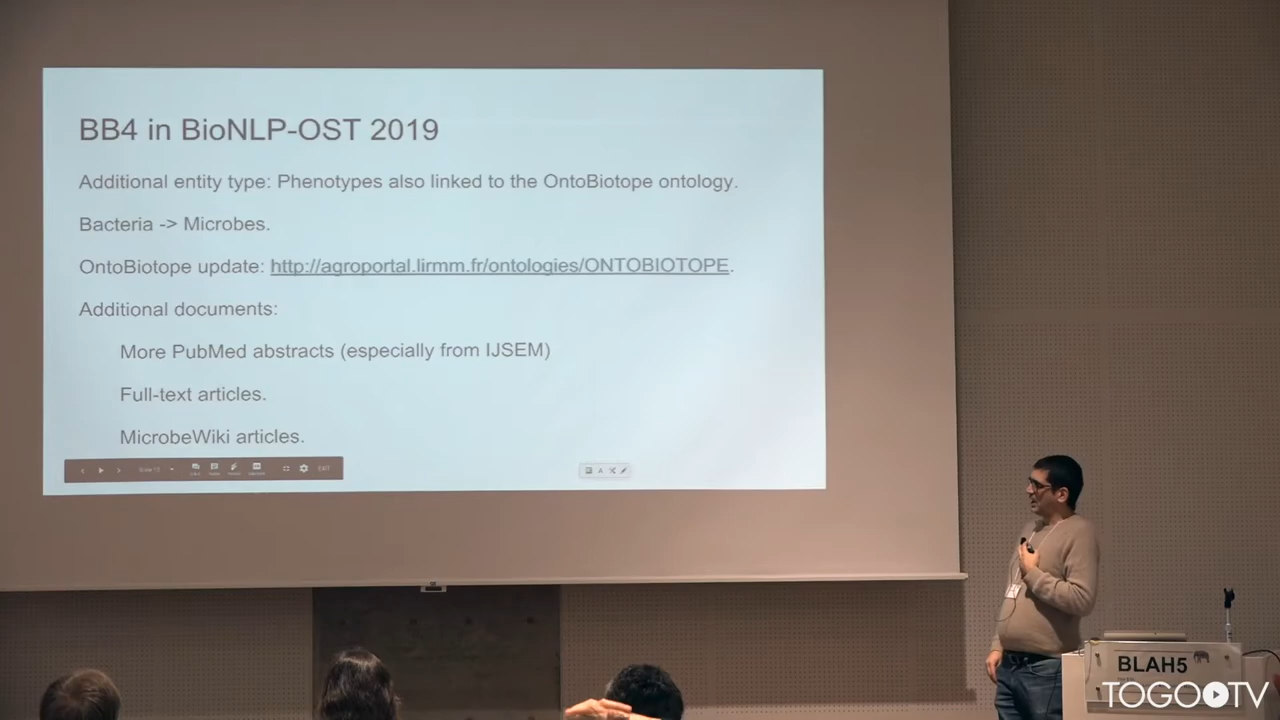 BB4 in BioNLP-OST 2019
Additional entity type: Phenotypes also linked to the OntoBiotope ontology.
Bacteria -> Microbes.
OntoBiotope update: http://agroportal.lirmm.fr/ontologies/ONTOBIOTOPE.
Additional documents:
More PubMed abstracts (especially from IJSEM)
Full-text articles.
MicrobeWiki articles.
EXIT
BLAH5
TOGOTV